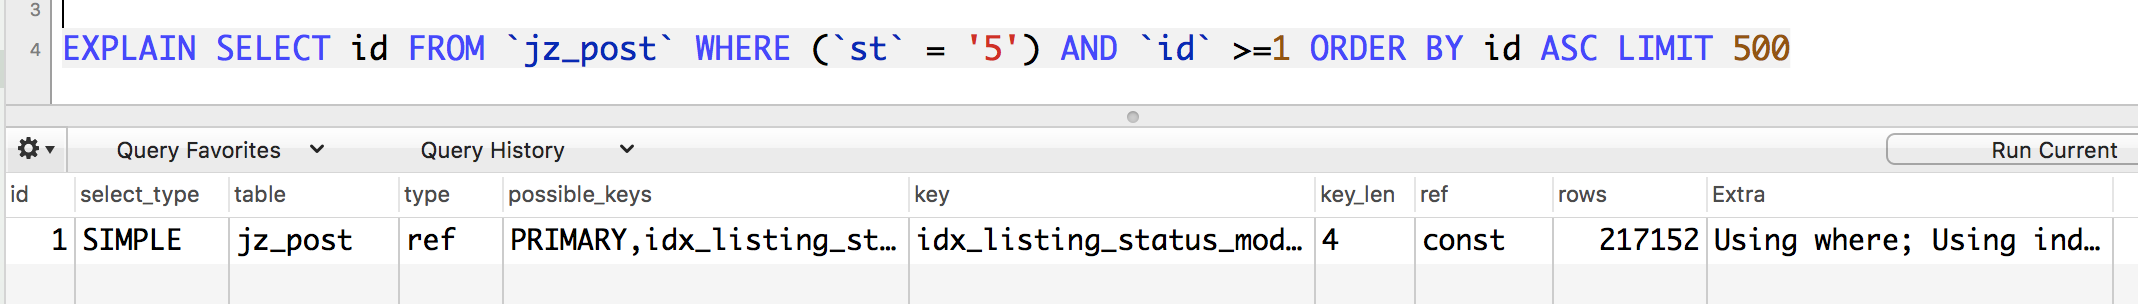 3
4 EXPLAIN SELECT id FROM `jz_post` WHERE (`st` = '5') AND `id` >=1 ORDER BY id ASC LIMIT 500
Query Favorites Query History Run Current
id select_type table type possible_keys key key_len ref rows Extra
1 SIMPLE jz_post ref PRIMARY,idx_listing_st… idx_listing_status_mod… 4 const 217152 Using where; Using ind…